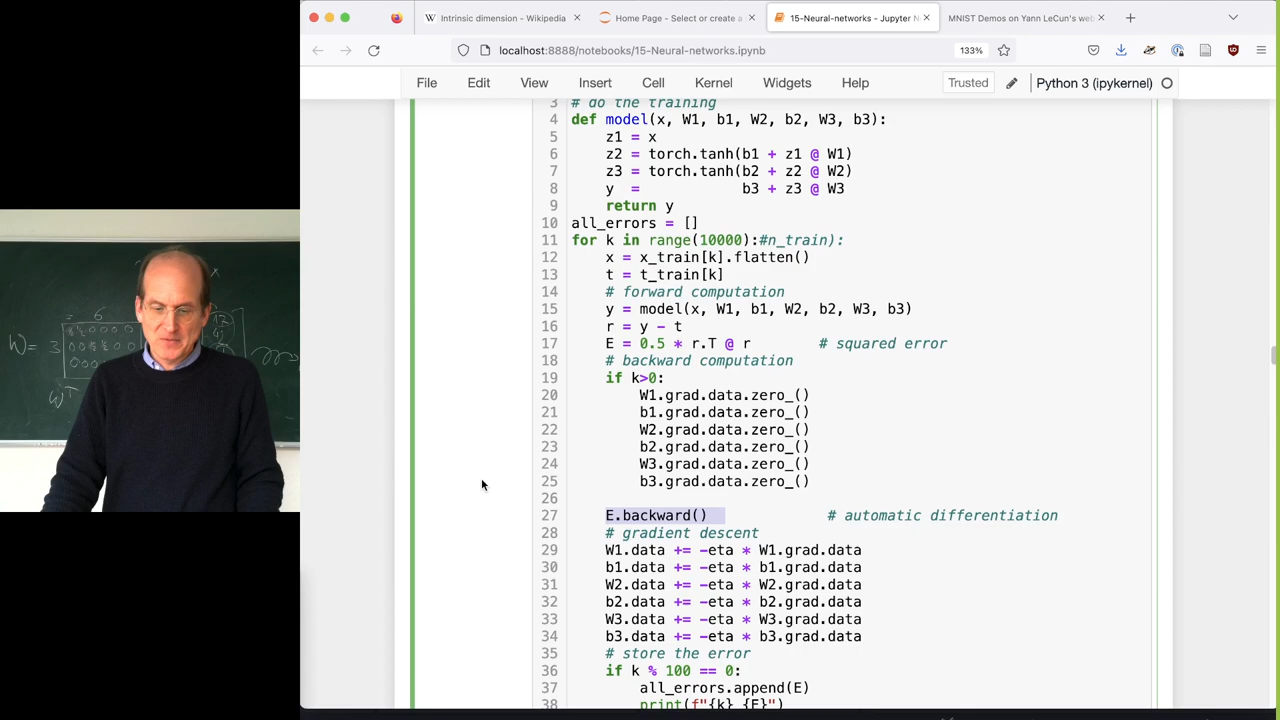 Intrinsic dimension – Wikipedia
Home Page - Select or create a
15-Neural-networks - Jupyter N
MNIST Demos on Yann LeCun's we
localhost:8888/notebooks/15-Neural-networks.ipynb
133%
File Edit View Insert Cell Kernel Widgets Help Trusted Python 3 (ipykernel)
3 # do the training
4 def model(x, W1, b1, W2, b2, W3, b3):
5 z1 = x
6 z2 = torch.tanh(b1 + z1 @ W1)
7 z3 = torch.tanh(b2 + z2 @ W2)
8 y = b3 + z3 @ W3
9 return y
10 all_errors = []
11 for k in range(10000):#n_train):
12 x = x_train[k].flatten()
13 t = t_train[k]
14 # forward computation
15 y = model(x, W1, b1, W2, b2, W3, b3)
16 r = y - t
17 E = 0.5 * r.T @ r # squared error
18 # backward computation
19 if k>0:
20 W1.grad.data.zero_()
21 b1.grad.data.zero_()
22 W2.grad.data.zero_()
23 b2.grad.data.zero_()
24 W3.grad.data.zero_()
25 b3.grad.data.zero_()
26
27 E.backward() # automatic differentiation
28 # gradient descent
29 W1.data += -eta * W1.grad.data
30 b1.data += -eta * b1.grad.data
31 W2.data += -eta * W2.grad.data
32 b2.data += -eta * b2.grad.data
33 W3.data += -eta * W3.grad.data
34 b3.data += -eta * b3.grad.data
35 # store the error
36 if k % 100 == 0:
37 all_errors.append(E)
38 print(f"{k} {E}")
= 6
W = 3